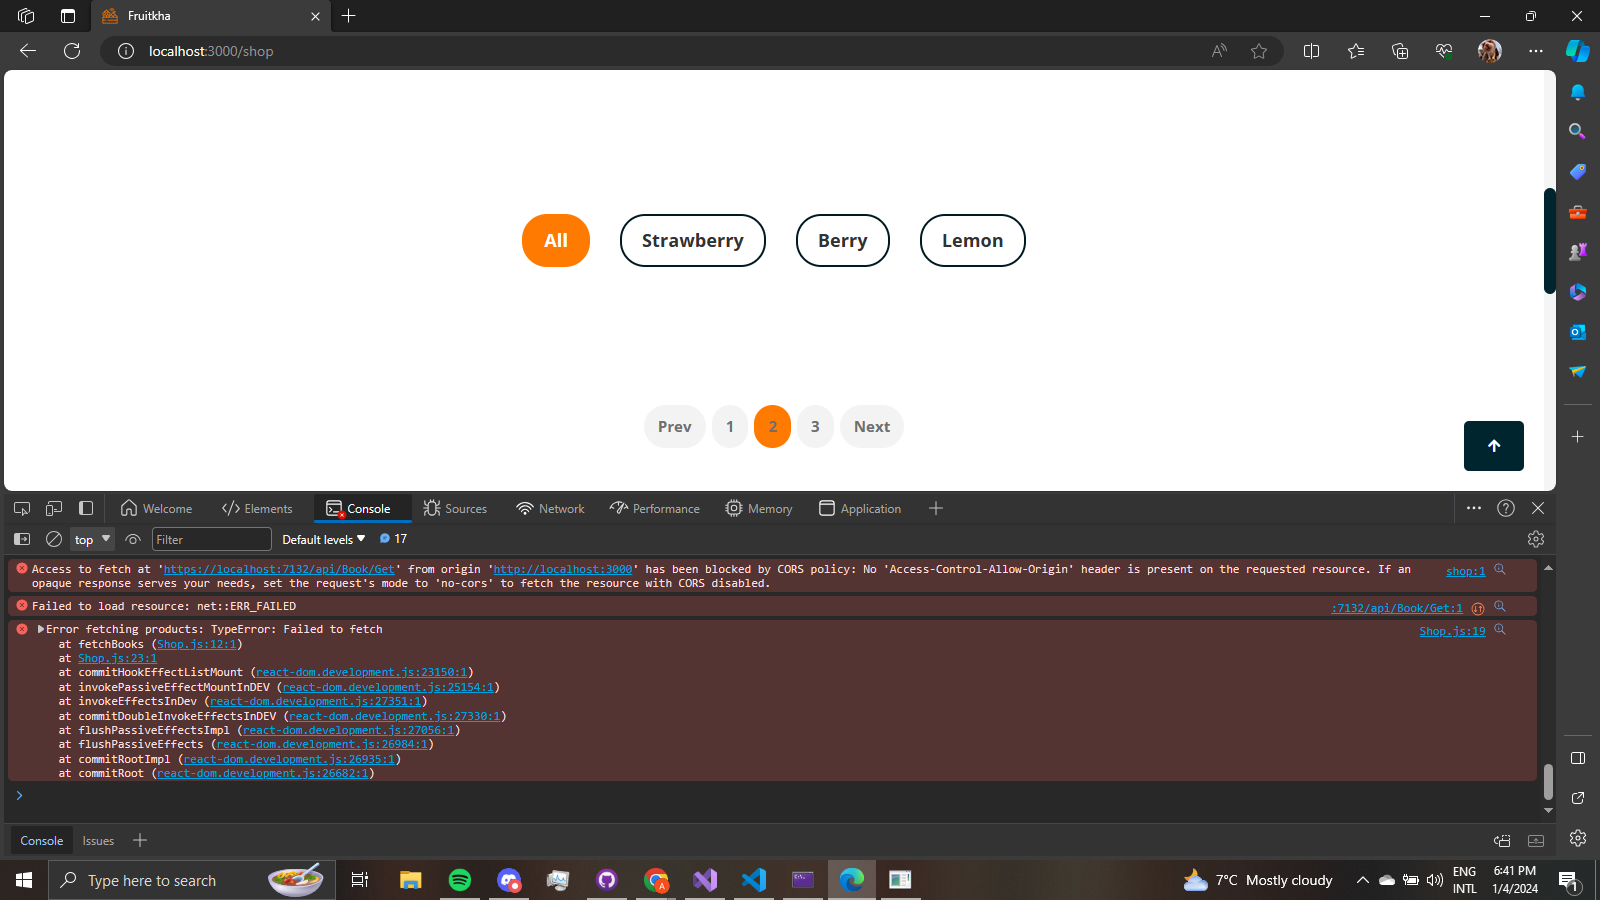 Fruitkha
localhost:3000/shop
All
Strawberry
Berry
Lemon
Prev
1
2
3
Next
Welcome
Elements
Console
Sources
Network
Performance
Memory
Application
top
Filter
Default levels
17
Access to fetch at 'https://localhost:7132/api/Book/Get' from origin 'http://localhost:3000' has been blocked by CORS policy: No 'Access-Control-Allow-Origin' header is present on the requested resource. If an
shop:1
opaque response serves your needs, set the request's mode to 'no-cors' to fetch the resource with CORS disabled.
Failed to load resource: net::ERR_FAILED
:7132/api/Book/Get:1
Error fetching products: TypeError: Failed to fetch
Shop.js:19
at fetchBooks (Shop.js:12:1)
at Shop.js:23:1
at commitHookEffectListMount (react-dom.development.js:23150:1)
at invokePassiveEffectMountInDEV (react-dom.development.js:25154:1)
at invokeEffectsInDev (react-dom.development.js:27351:1)
at commitDoubleInvokeEffectsInDEV (react-dom.development.js:27330:1)
at flushPassiveEffectsImpl (react-dom.development.js:27056:1)
at flushPassiveEffects (react-dom.development.js:26984:1)
at commitRootImpl (react-dom.development.js:26935:1)
at commitRoot (react-dom.development.js:26682:1)
Console
Issues
Type here to search
7°C Mostly cloudy
ENG
INTL
6:41 PM
1/4/2024
1